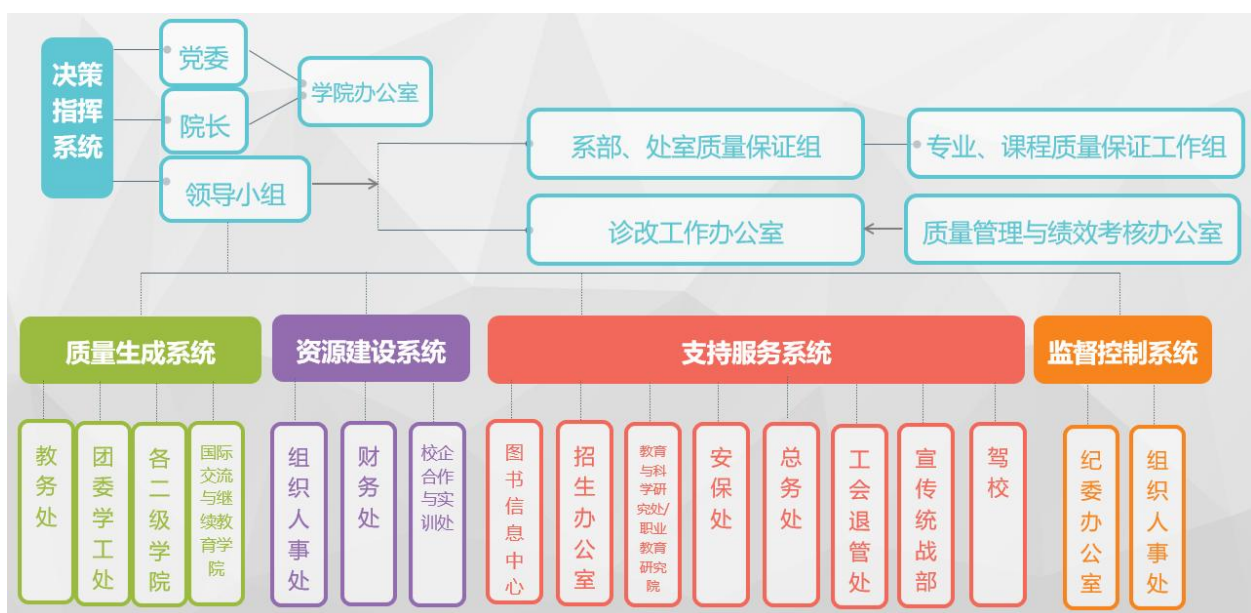 决策
指挥
系统
党委
院长
领导小组
学院办公室
系部、处室质量保证组
专业、课程质量保证工作组
诊改工作办公室
质量管理与绩效考核办公室
质量生成系统
资源建设系统
支持服务系统
监督控制系统
教务处
团委学工处
各二级学院
国际
交流
与继
续教
育学
院
组织人事处
财务处
校企
合作
与实
训处
图书信息中心
招生办公室
教育
与科
学研
究处/
职业
教育
研究
院
安保处
总务处
工会退管处
宣传统战部
驾校
纪委办公室
组织人事处